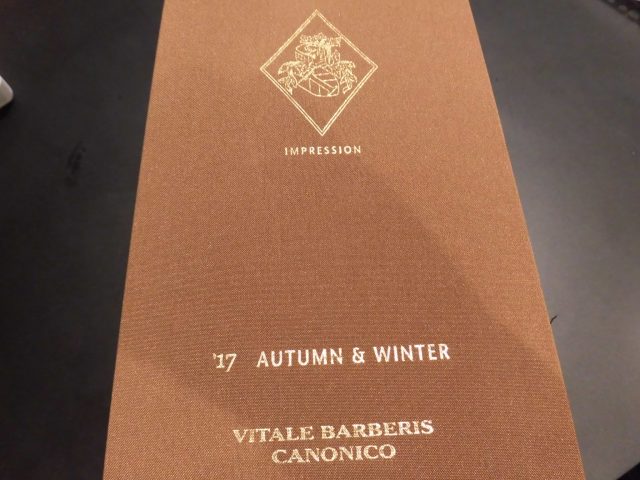 IMPRESSION
'17 AUTUMN & WINTER
VITALE BARBERIS
CANONICO